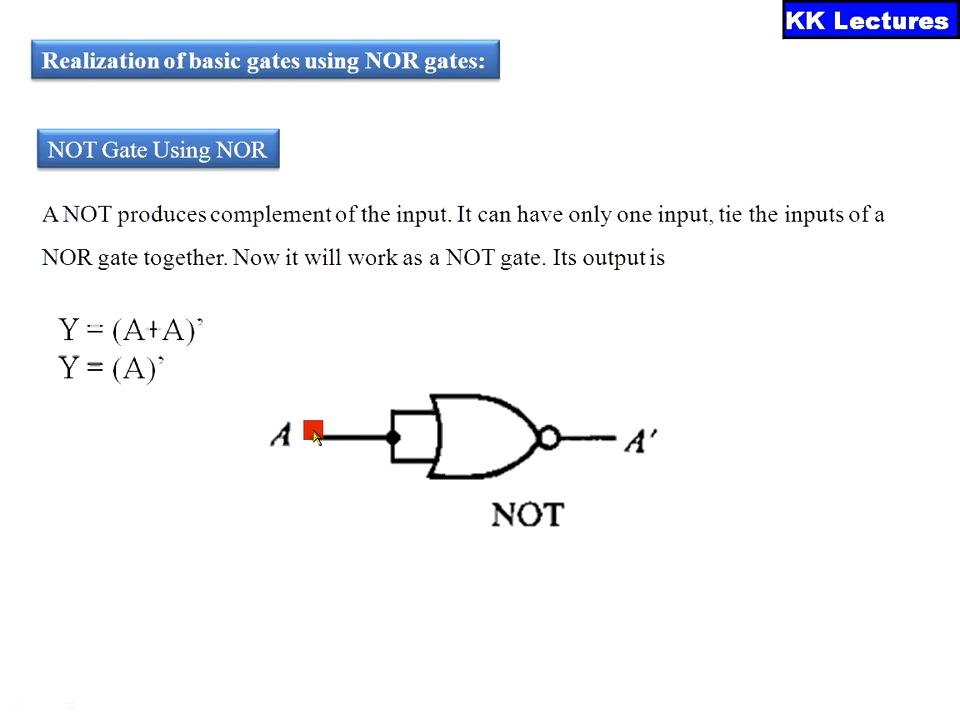 KK Lectures
Realization of basic gates using NOR gates:
NOT Gate Using NOR
A NOT produces complement of the input. It can have only one input, tie the inputs of a
NOR gate together. Now it will work as a NOT gate. Its output is
Y = (A+A)’
Y = (A)’
A
A'
NOT